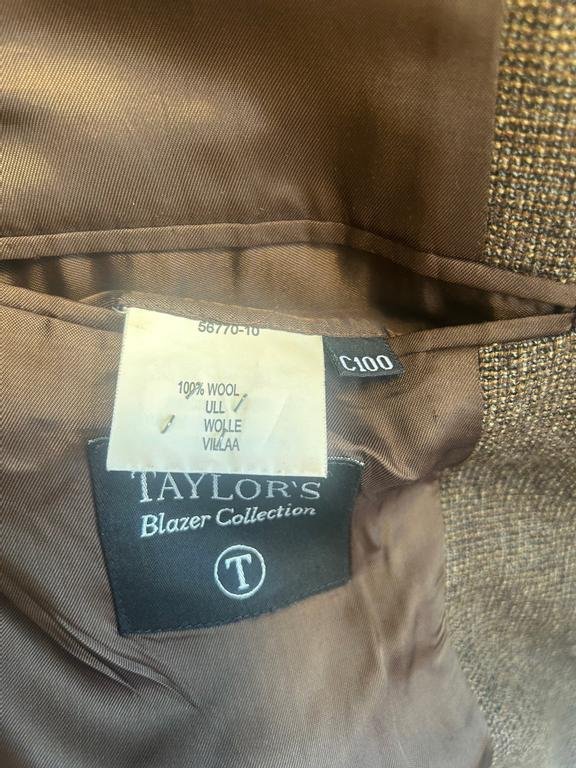 56770-10
C100
100% WOOL
ULL
WOLLE
VILLAA
TAYLOR'S
Blazer Collection
T